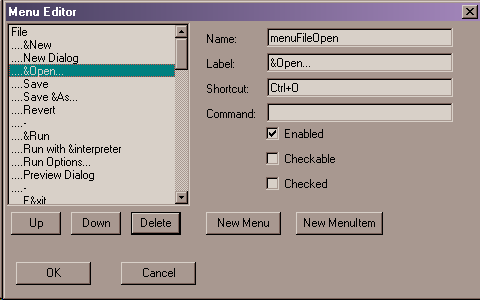 Menu Editor
File
....&New
....New Dialog
....&Open...
....Save
....Save &As...
....Revert
....-
....&Run
....Run with &interpreter
....Run Options...
....Preview Dialog
....-
....E&xit
Name: menuFileOpen
Label: &Open...
Shortcut: Ctrl+O
Command:
Enabled
Checkable
Checked
Up Down Delete New Menu New MenuItem
OK Cancel